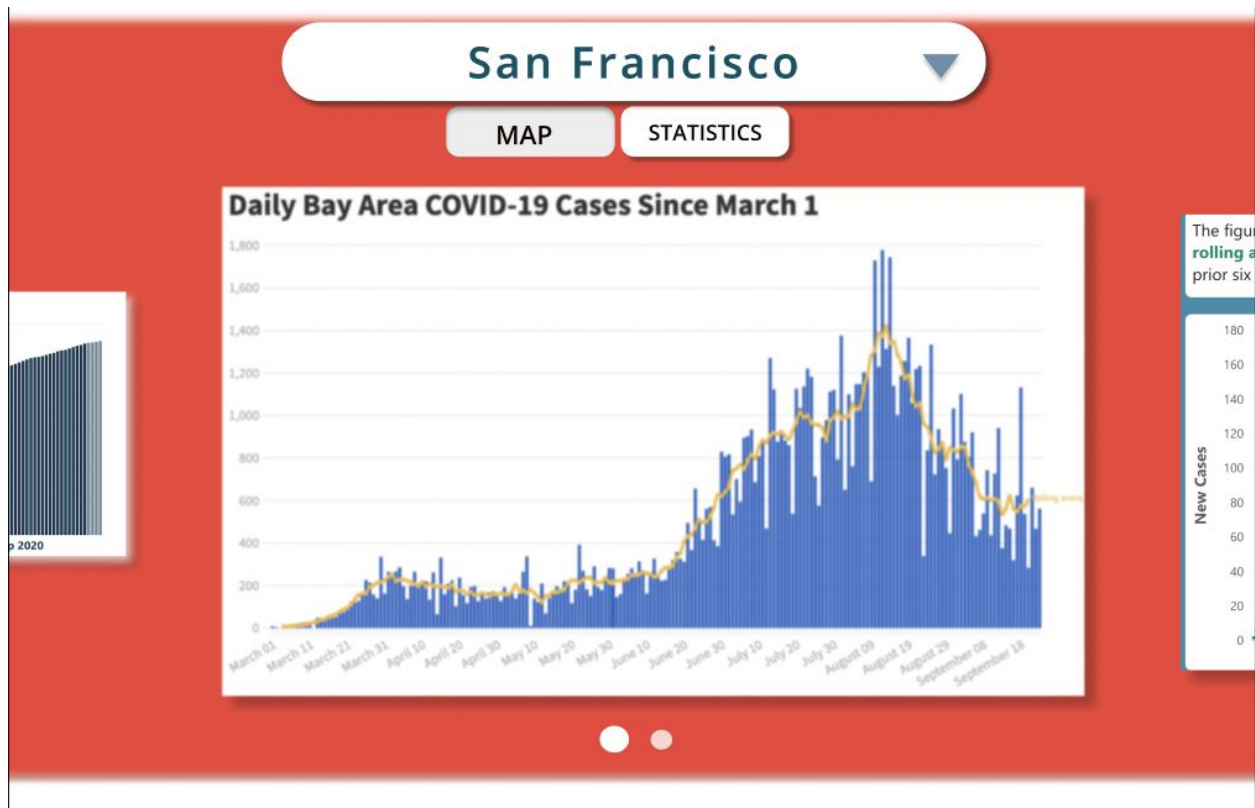 San Francisco
MAP
STATISTICS
Daily Bay Area COVID-19 Cases Since March 1
1,800
1,600
1,400
1,200
1,000
800
600
400
200
0
March 01
March 11
March 21
March 31
April 10
April 20
April 30
May 10
May 20
May 30
June 10
June 20
June 30
July 10
July 20
July 30
August 09
August 19
August 29
September 08
September 18
2020
The figu
rolling a
prior six
New Cases
180
160
140
120
100
80
60
40
20
0